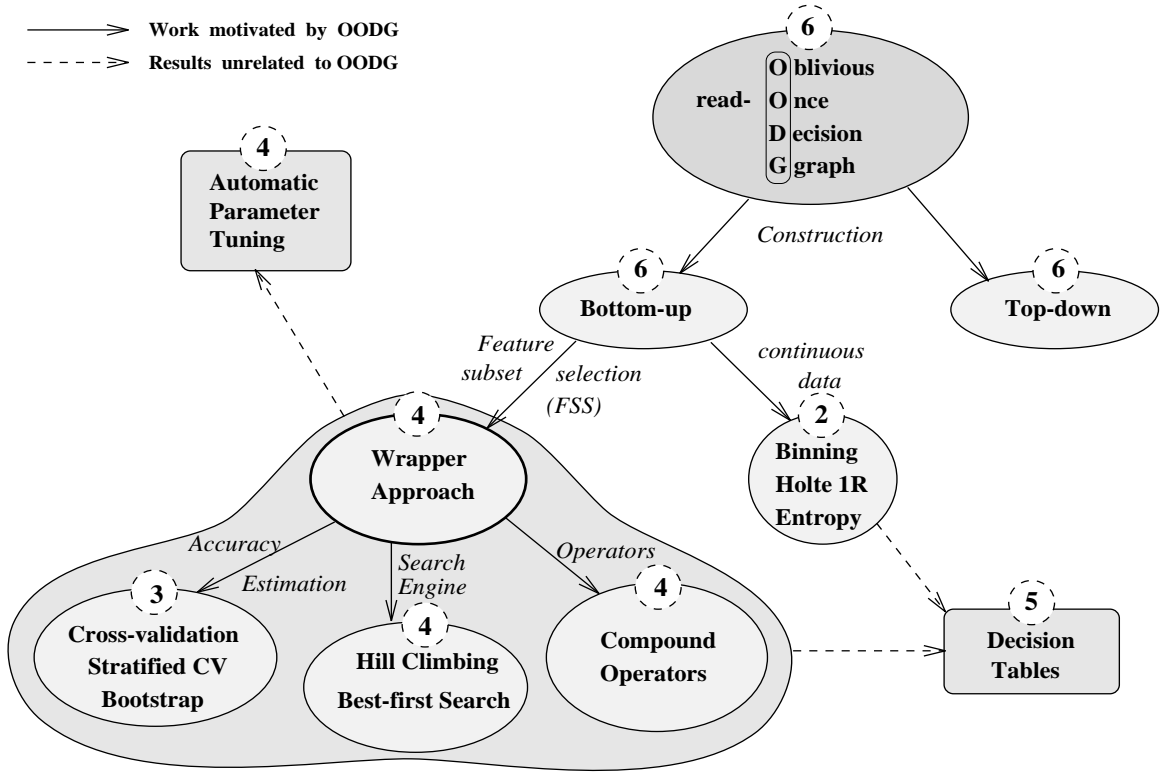 Work motivated by OODG
Results unrelated to OODG
6
Oblivious
read- Once
Decision
Ggraph
4
Automatic
Parameter
Tuning
Construction
6
Bottom-up
6
Top-down
Feature
subset
selection
(FSS)
continuous
data
4
Wrapper
Approach
2
Binning
Holte 1R
Entropy
Accuracy
Estimation
Search
Engine
Operators
3
Cross-validation
Stratified CV
Bootstrap
4
Hill Climbing
Best-first Search
4
Compound
Operators
5
Decision
Tables